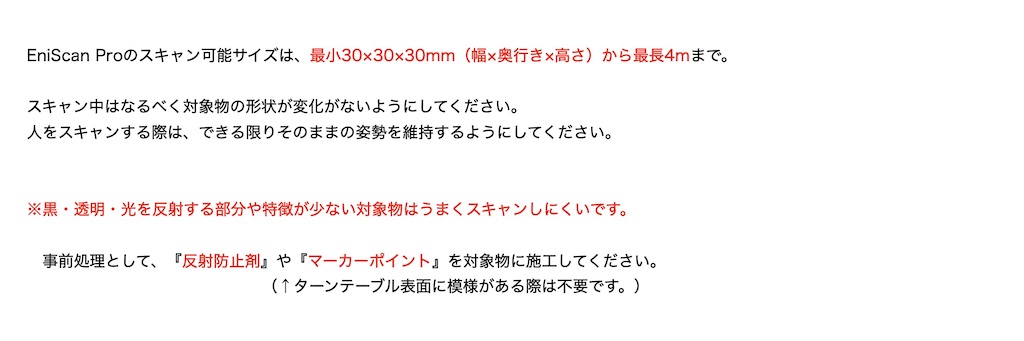 EniScan Proのスキャン可能サイズは、最小30×30×30mm（幅×奥行き×高さ）から最長4mまで。
スキャン中はなるべく対象物の形状が変化がないようにしてください。
人をスキャンする際は、できる限りそのままの姿勢を維持するようにしてください。
※黒・透明・光を反射する部分や特徴が少ない対象物はうまくスキャンしにくいです。
事前処理として、『反射防止剤』や『マーカーポイント』を対象物に施工してください。
（↑ターンテーブル表面に模様がある際は不要です。）